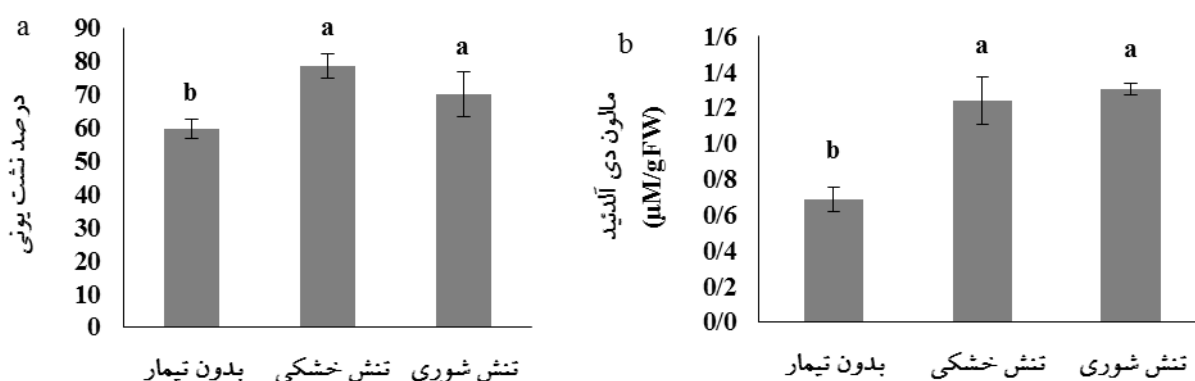 a
درصد نشت یونی
90
80
70
60
50
40
30
20
10
0
b
a
a
بدون تیمار
تنش خشکی
تنش شوری
b
مالون دی آلدئید
(µM/gFW)
1/6
1/4
1/2
1/0
0/8
0/6
0/4
0/2
0/0
b
a
a
بدون تیمار
تنش خشکی
تنش شوری